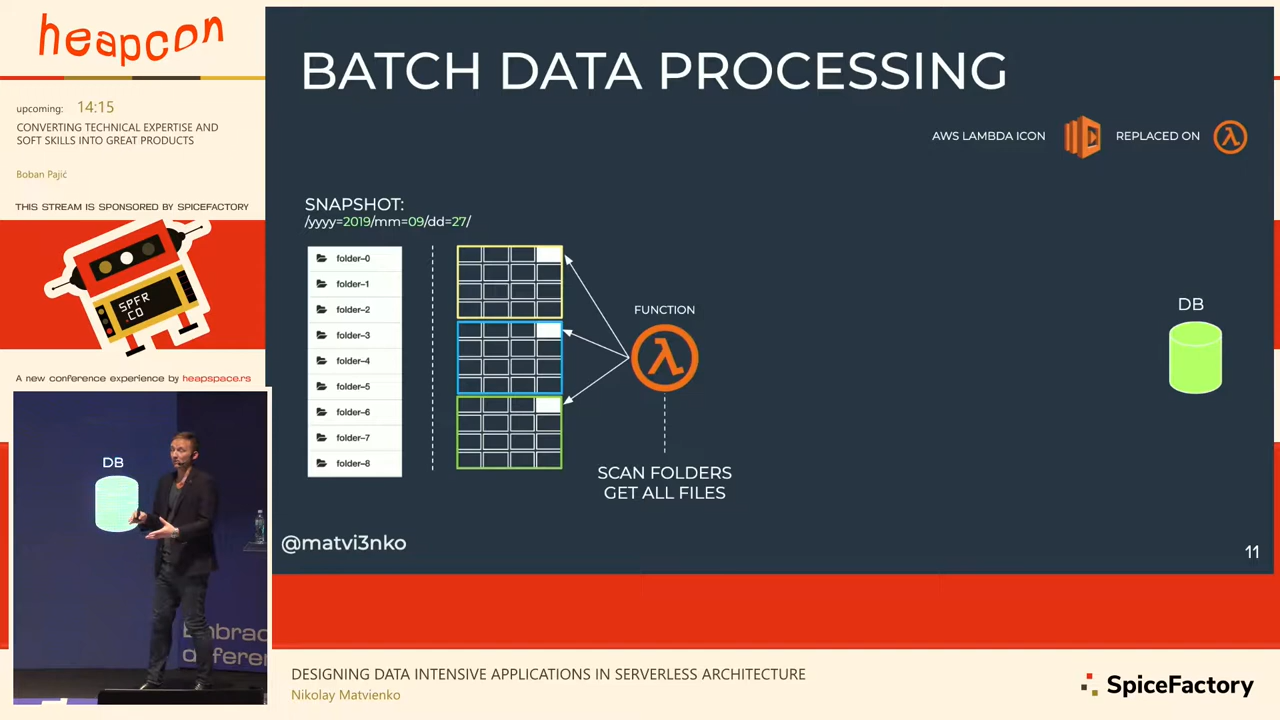 heapcon
upcoming: 14:15
CONVERTING TECHNICAL EXPERTISE AND
SOFT SKILLS INTO GREAT PRODUCTS
Boban Pajić
THIS STREAM IS SPONSORED BY SPICEFACTORY
SPFR
.CO
A new conference experience by heapspace.rs
DB
BATCH DATA PROCESSING
AWS LAMBDA ICON
REPLACED ON
SNAPSHOT:
/yyyy=2019/mm=09/dd=27/
folder-0
folder-1
folder-2
folder-3
folder-4
folder-5
folder-6
folder-7
folder-8
FUNCTION
SCAN FOLDERS
GET ALL FILES
DB
@matvi3nko
11
DESIGNING DATA INTENSIVE APPLICATIONS IN SERVERLESS ARCHITECTURE
Nikolay Matvienko
SpiceFactory